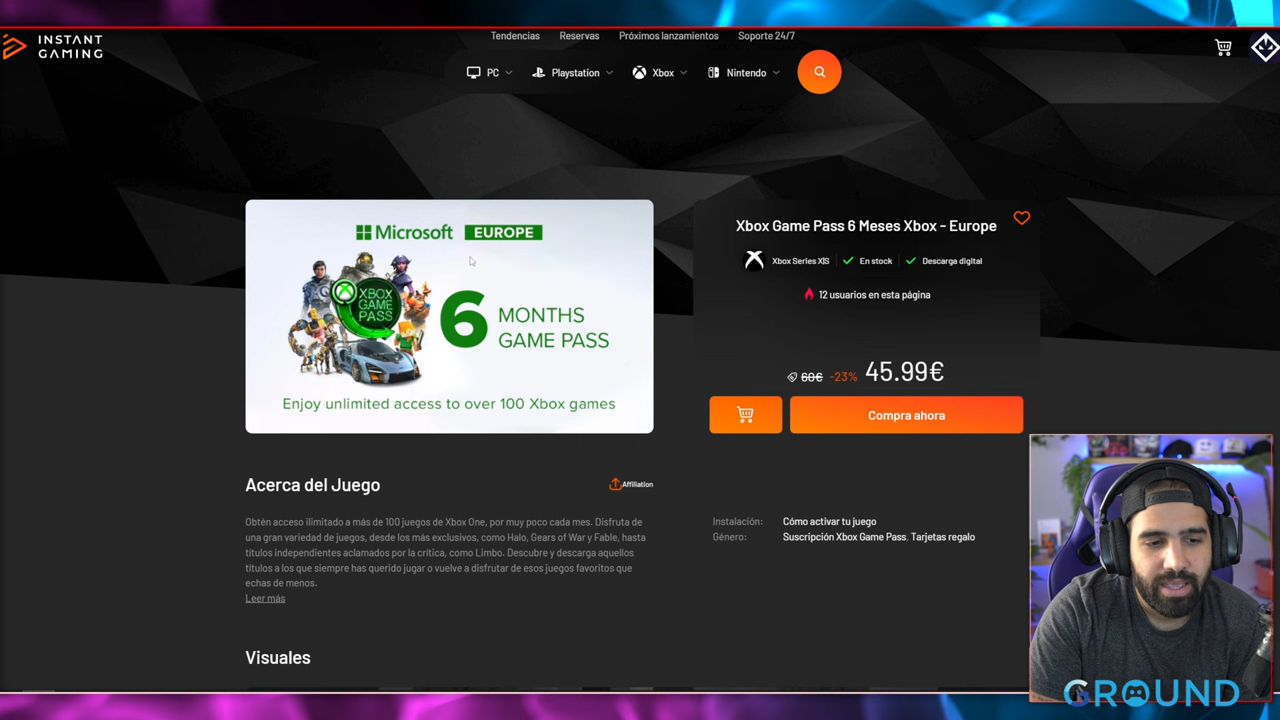 INSTANT
GAMING
Tendencias
Reservas
Próximos lanzamientos
Soporte 24/7
PC
Playstation
Xbox
Nintendo
Microsoft EUROPE
XBOX
GAME
PASS
6 MONTHS
GAME PASS
Enjoy unlimited access to over 100 Xbox games
Xbox Game Pass 6 Meses Xbox - Europe
Xbox Series X|S
En stock
Descarga digital
12 usuarios en esta página
60€ -23% 45.99€
Compra ahora
Acerca del Juego
Affiliation
Obtén acceso ilimitado a más de 100 juegos de Xbox One, por muy poco cada mes. Disfruta de
una gran variedad de juegos, desde los más exclusivos, como Halo, Gears of War y Fable, hasta
títulos independientes aclamados por la crítica, como Limbo. Descubre y descarga aquellos
títulos a los que siempre has querido jugar o vuelve a disfrutar de esos juegos favoritos que
echas de menos.
Leer más
Instalación: Cómo activar tu juego
Género: Suscripción Xbox Game Pass, Tarjetas regalo
Visuales
GROUND